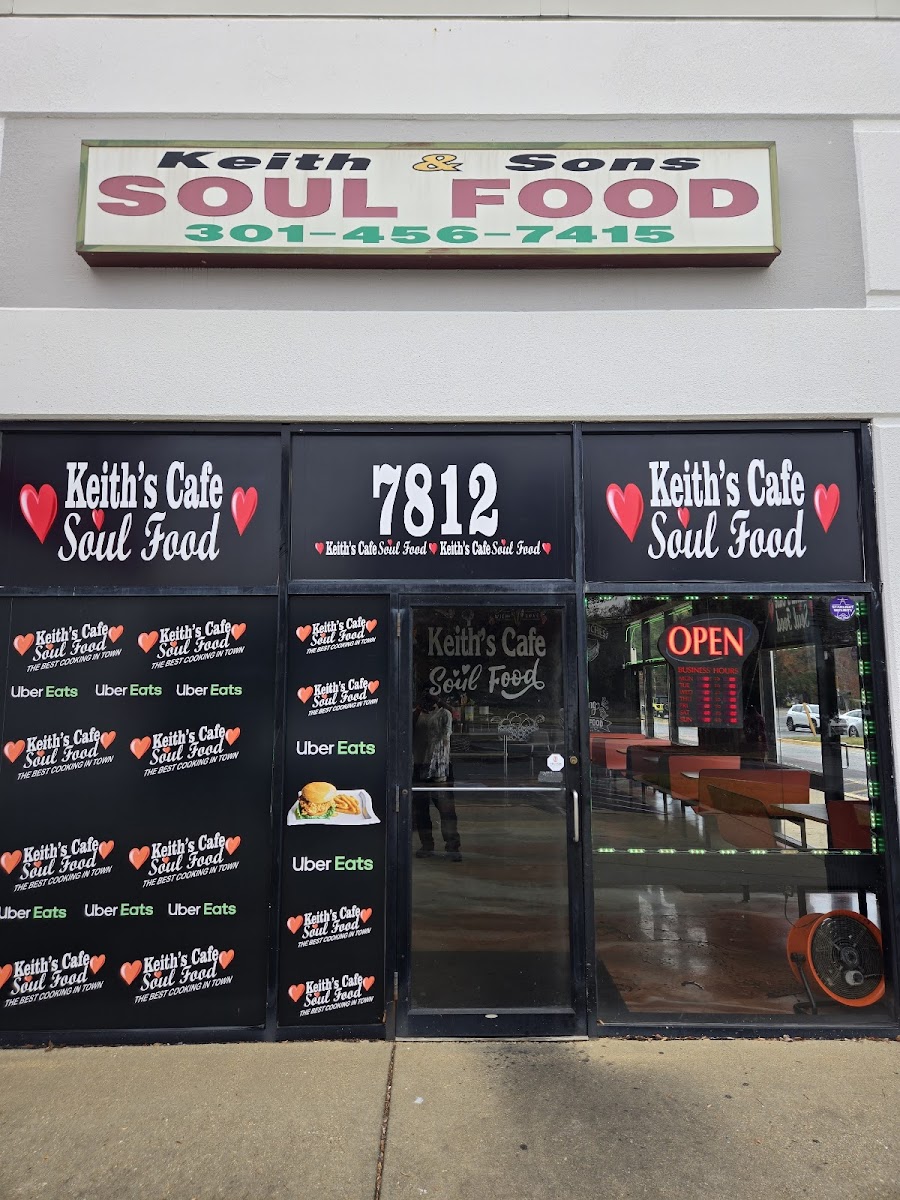 Keith & Sons
SOUL FOOD
301-456-7415
Keith's Cafe
Soul Food
7812
Keith's Cafe Soul Food Keith's Cafe Soul Food
Keith's Cafe
Soul Food
Keith's Cafe
Soul Food
THE BEST COOKING IN TOWN
Keith's Cafe
Soul Food
THE BEST COOKING IN TOWN
Uber Eats Uber Eats Uber Eats
Keith's Cafe
Soul Food
THE BEST COOKING IN TOWN
Keith's Cafe
Soul Food
THE BEST COOKING IN TOWN
Keith's Cafe
Soul Food
THE BEST COOKING IN TOWN
Keith's Cafe
Soul Food
THE BEST COOKING IN TOWN
Uber Eats Uber Eats Uber Eats
Keith's Cafe
Soul Food
THE BEST COOKING IN TOWN
Keith's Cafe
Soul Food
THE BEST COOKING IN TOWN
Keith's Cafe
Soul Food
THE BEST COOKING IN TOWN
Keith's Cafe
Soul Food
THE BEST COOKING IN TOWN
Uber Eats
Uber Eats
Keith's Cafe
Soul Food
THE BEST COOKING IN TOWN
Keith's Cafe
Soul Food
THE BEST COOKING IN TOWN
Keith's Cafe
Soul Food
OPEN
BUSINESS HOURS